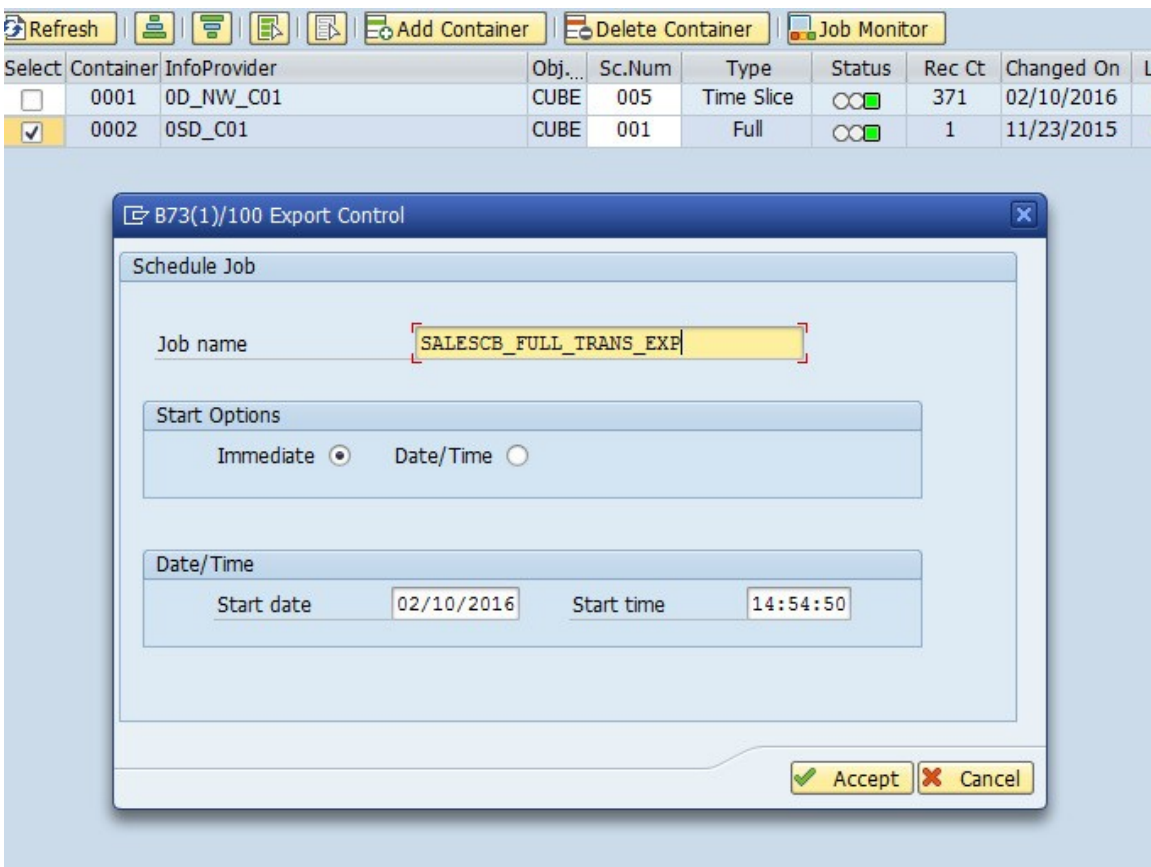 Refresh Add Container Delete Container Job Monitor
Select Container InfoProvider Obj... Sc.Num Type Status Rec Ct Changed On L
0001 0D_NW_C01 CUBE 005 Time Slice 371 02/10/2016
0002 0SD_C01 CUBE 001 Full 1 11/23/2015
B73(1)/100 Export Control
Schedule Job
Job name SALESCB_FULL_TRANS_EXP
Start Options
Immediate Date/Time
Date/Time
Start date 02/10/2016 Start time 14:54:50
Accept Cancel